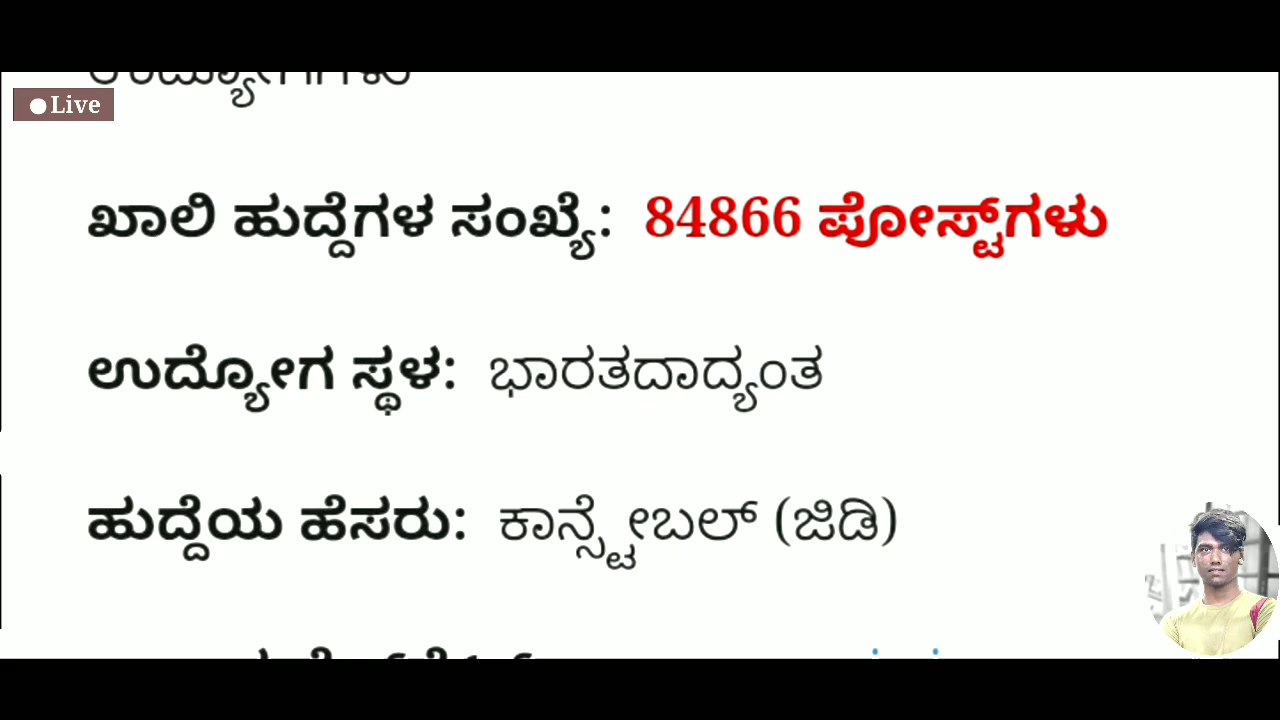 Live
ಖಾಲಿ ಹುದ್ದೆಗಳ ಸಂಖ್ಯೆ: 84866 ಪೋಸ್ಟ್‌ಗಳು
ಉದ್ಯೋಗ ಸ್ಥಳ: ಭಾರತದಾದ್ಯಂತ
ಹುದ್ದೆಯ ಹೆಸರು: ಕಾನ್ಸ್ಟೇಬಲ್ (ಜಿಡಿ)